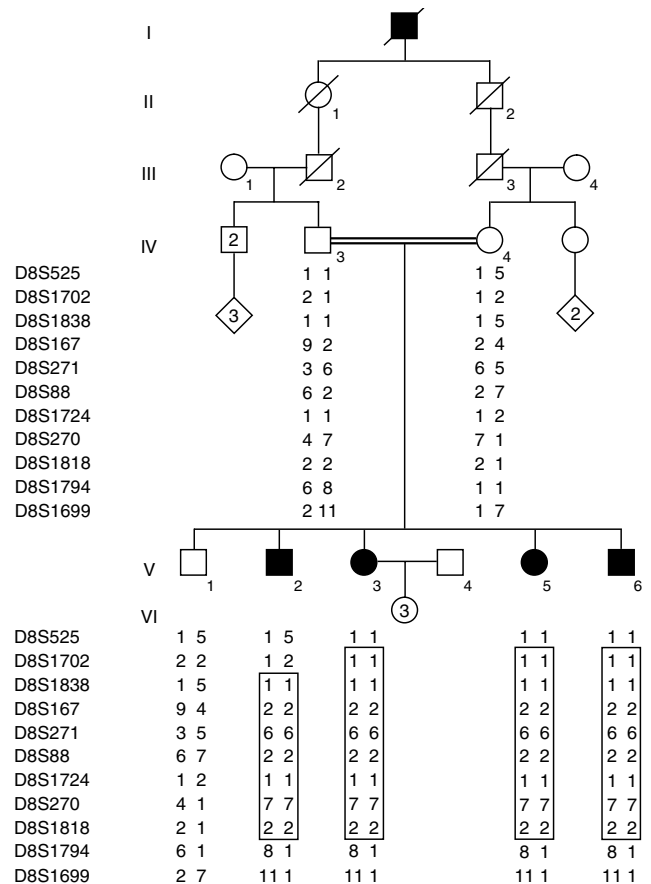 I
II
1
2
III
1
2
3
4
IV
2
3
4
3
2
D8S525 1 1 1 5
D8S1702 2 1 1 2
D8S1838 1 1 1 5
D8S167 9 2 2 4
D8S271 3 6 6 5
D8S88 6 2 2 7
D8S1724 1 1 1 2
D8S270 4 7 7 1
D8S1818 2 2 2 1
D8S1794 6 8 1 1
D8S1699 2 11 1 7
V
1
2
3
4
5
6
VI
3
D8S525 1 5 1 5 1 1 1 1 1 1
D8S1702 2 2 1 2 1 1 1 1 1 1
D8S1838 1 5 1 1 1 1 1 1 1 1
D8S167 9 4 2 2 2 2 2 2 2 2
D8S271 3 5 6 6 6 6 6 6 6 6
D8S88 6 7 2 2 2 2 2 2 2 2
D8S1724 1 2 1 1 1 1 1 1 1 1
D8S270 4 1 7 7 7 7 7 7 7 7
D8S1818 2 1 2 2 2 2 2 2 2 2
D8S1794 6 1 8 1 8 1 8 1 8 1
D8S1699 2 7 11 1 11 1 11 1 11 1